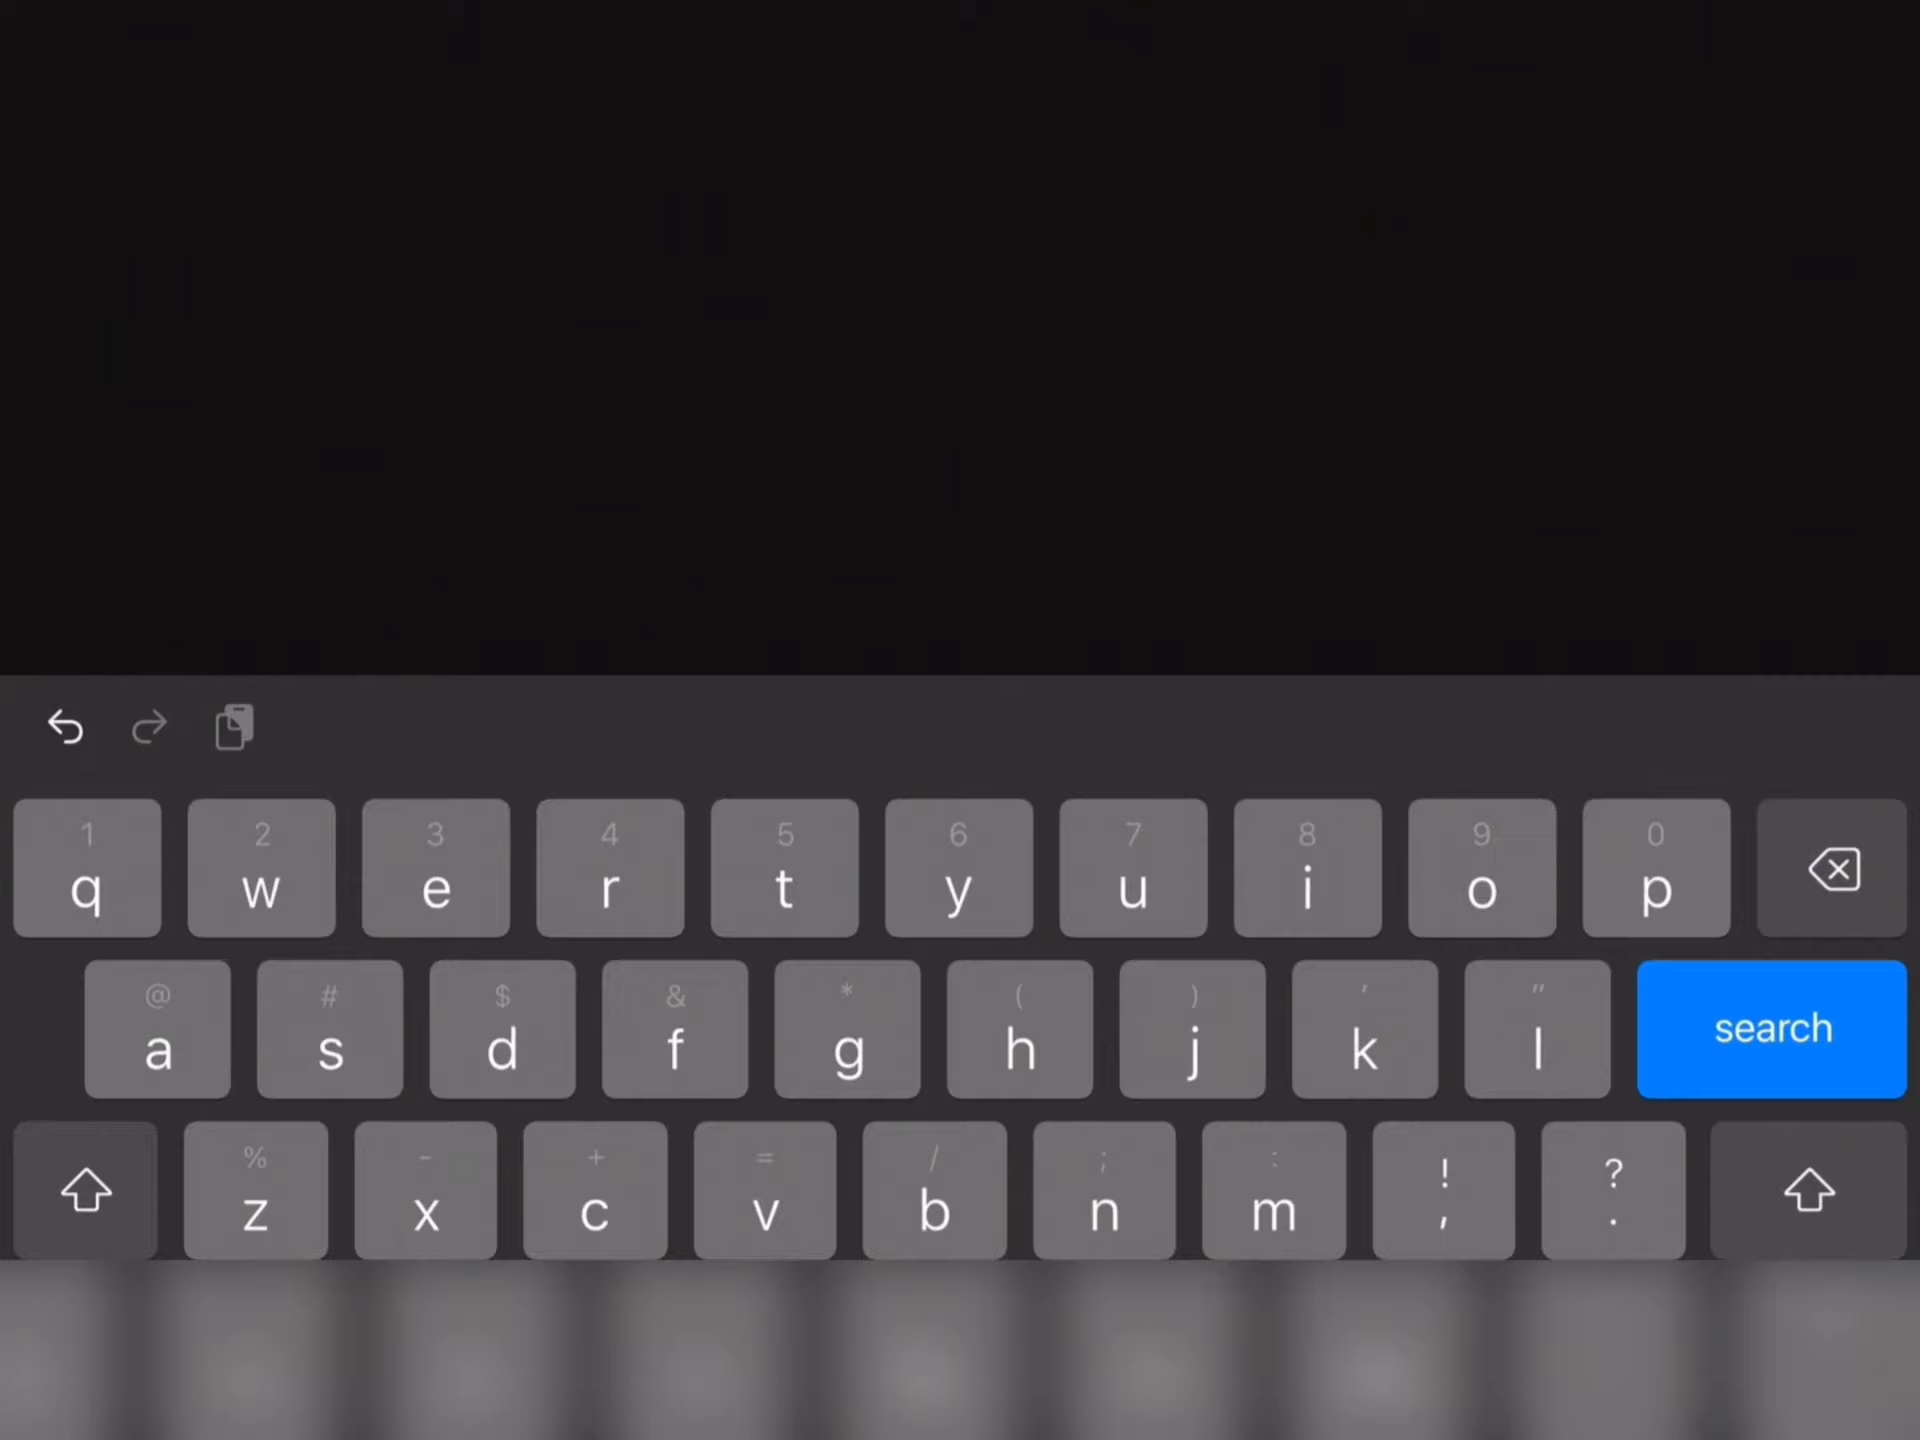 1 2 3 4 5 6 7 8 9 0
q w e r t y u i o p
@ # $ & * ( ) ' "
a s d f g h j k l search
% - + = / ; : ! ?
z x c v b n m , .